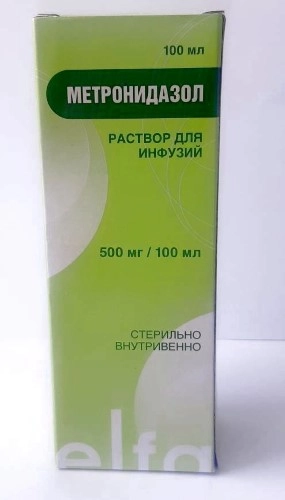 100 мл
МЕТРОНИДАЗОЛ
РАСТВОР ДЛЯ
ИНФУЗИЙ
500 мг / 100 мл
СТЕРИЛЬНО
ВНУТРИВЕННО
elfa